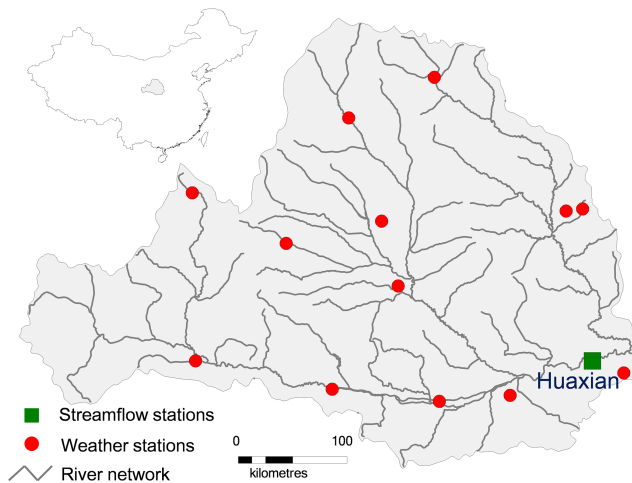 Huaxian
Streamflow stations
Weather stations
River network
0 100
kilometres